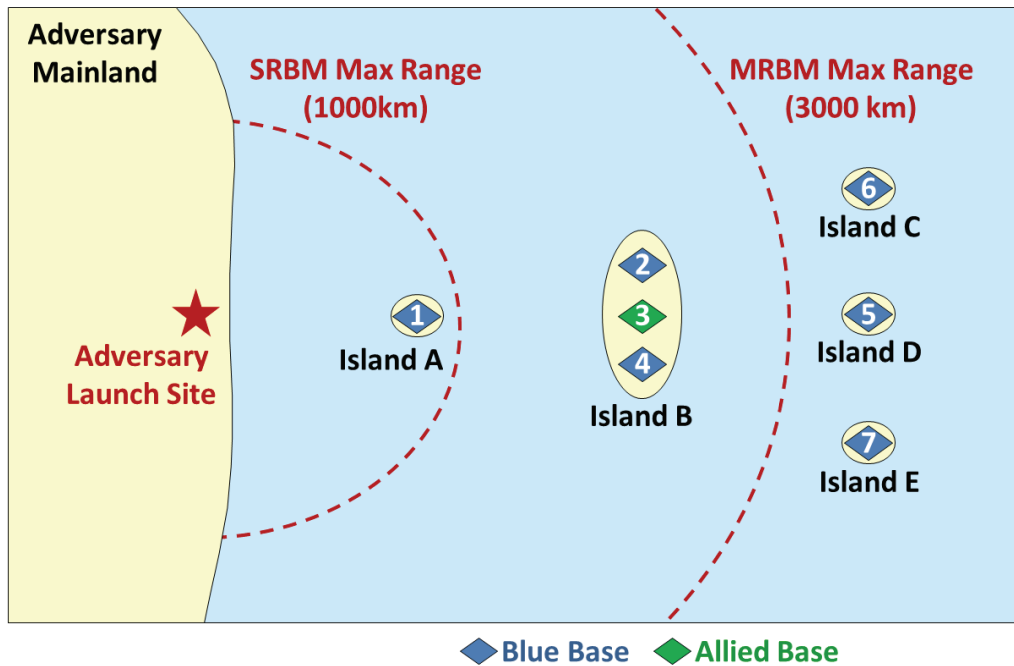 Adversary
Mainland
SRBM Max Range
(1000km)
MRBM Max Range
(3000 km)
6
Island C
2
1
3
5
Adversary
Launch Site
Island A
4
Island D
Island B
7
Island E
Blue Base
Allied Base